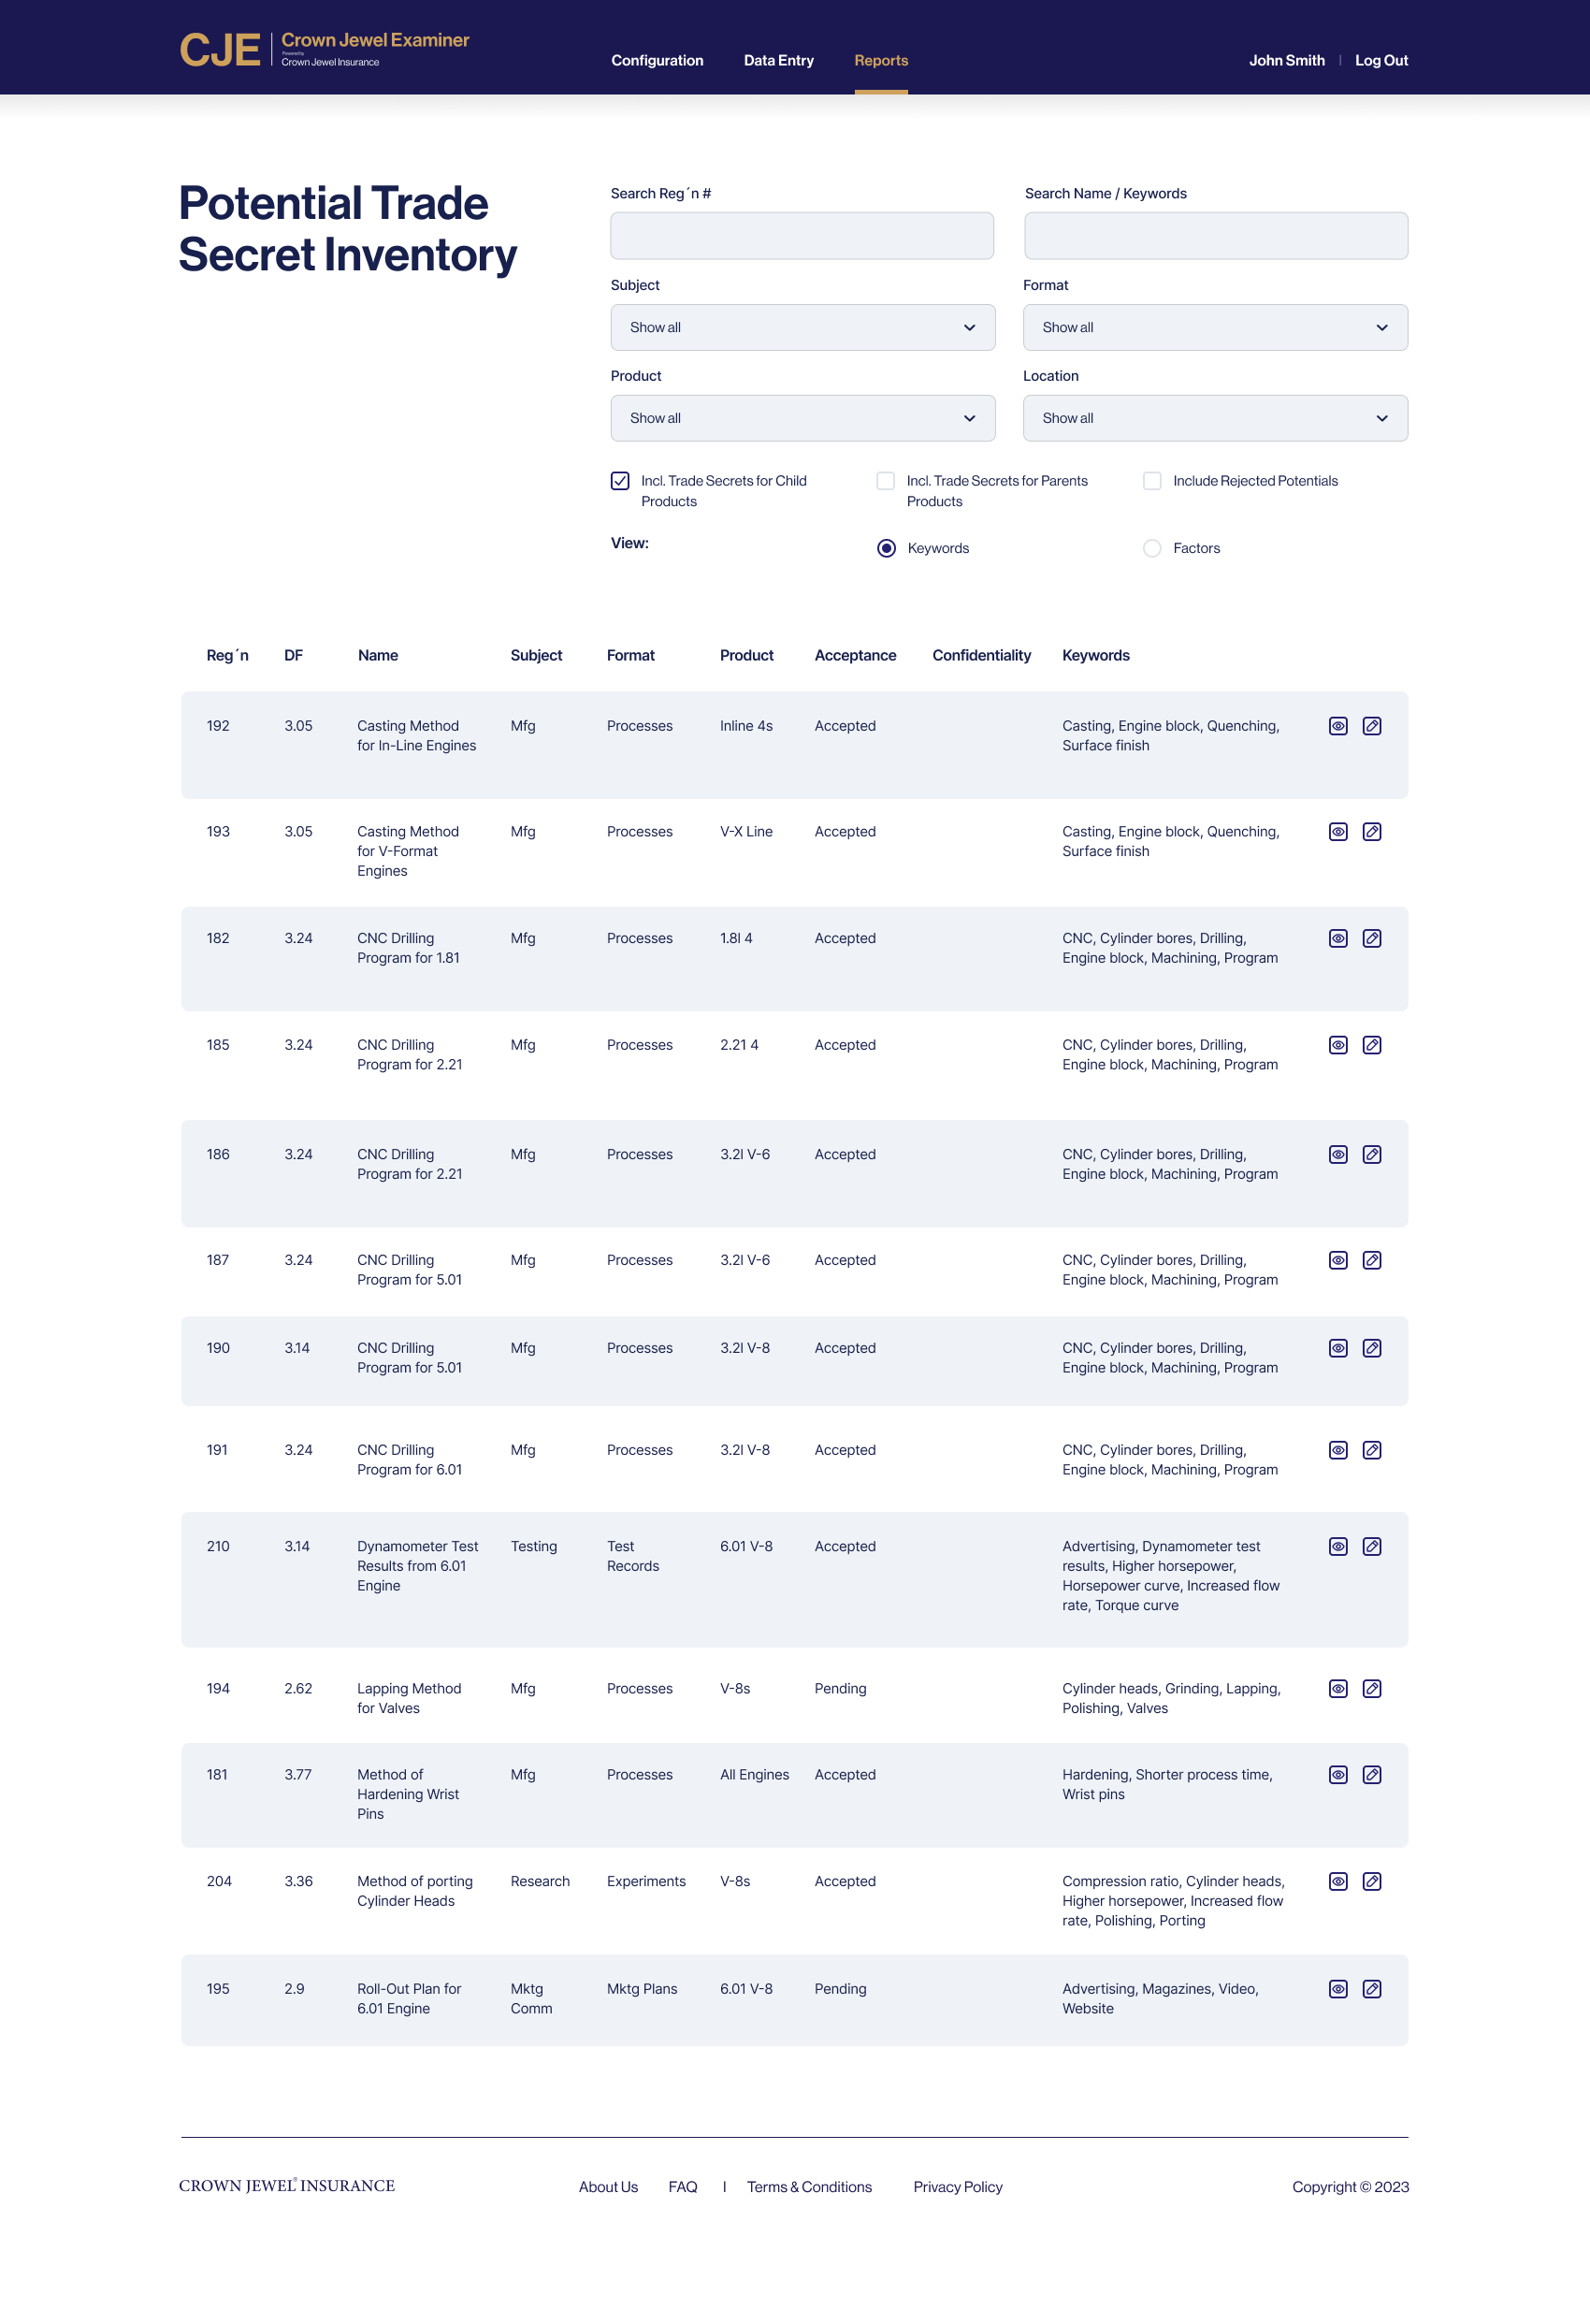 CJE
Crown Jewel Examiner
Powered by
Crown Jewel Insurance
Configuration Data Entry Reports
John Smith | Log Out
Potential Trade
Secret Inventory
Search Reg´n # Search Name / Keywords
Subject Format
Show all Show all
Product Location
Show all Show all
Incl. Trade Secrets for Child Incl. Trade Secrets for Parents Include Rejected Potentials
Products Products
View: Keywords Factors
Reg´n DF Name Subject Format Product Acceptance Confidentiality Keywords
192 3.05 Casting Method Mfg Processes Inline 4s Accepted Casting, Engine block, Quenching,
for In-Line Engines Surface finish
193 3.05 Casting Method Mfg Processes V-X Line Accepted Casting, Engine block, Quenching,
for V-Format Surface finish
Engines
182 3.24 CNC Drilling Mfg Processes 1.8l 4 Accepted CNC, Cylinder bores, Drilling,
Program for 1.81 Engine block, Machining, Program
185 3.24 CNC Drilling Mfg Processes 2.21 4 Accepted CNC, Cylinder bores, Drilling,
Program for 2.21 Engine block, Machining, Program
186 3.24 CNC Drilling Mfg Processes 3.2l V-6 Accepted CNC, Cylinder bores, Drilling,
Program for 2.21 Engine block, Machining, Program
187 3.24 CNC Drilling Mfg Processes 3.2l V-6 Accepted CNC, Cylinder bores, Drilling,
Program for 5.01 Engine block, Machining, Program
190 3.14 CNC Drilling Mfg Processes 3.2l V-8 Accepted CNC, Cylinder bores, Drilling,
Program for 5.01 Engine block, Machining, Program
191 3.24 CNC Drilling Mfg Processes 3.2l V-8 Accepted CNC, Cylinder bores, Drilling,
Program for 6.01 Engine block, Machining, Program
210 3.14 Dynamometer Test Testing Test 6.01 V-8 Accepted Advertising, Dynamometer test
Results from 6.01 Records results, Higher horsepower,
Engine Horsepower curve, Increased flow
rate, Torque curve
194 2.62 Lapping Method Mfg Processes V-8s Pending Cylinder heads, Grinding, Lapping,
for Valves Polishing, Valves
181 3.77 Method of Mfg Processes All Engines Accepted Hardening, Shorter process time,
Hardening Wrist Wrist pins
Pins
204 3.36 Method of porting Research Experiments V-8s Accepted Compression ratio, Cylinder heads,
Cylinder Heads Higher horsepower, Increased flow
rate, Polishing, Porting
195 2.9 Roll-Out Plan for Mktg Mktg Plans 6.01 V-8 Pending Advertising, Magazines, Video,
6.01 Engine Comm Website
CROWN JEWEL® INSURANCE About Us FAQ | Terms & Conditions Privacy Policy Copyright © 2023